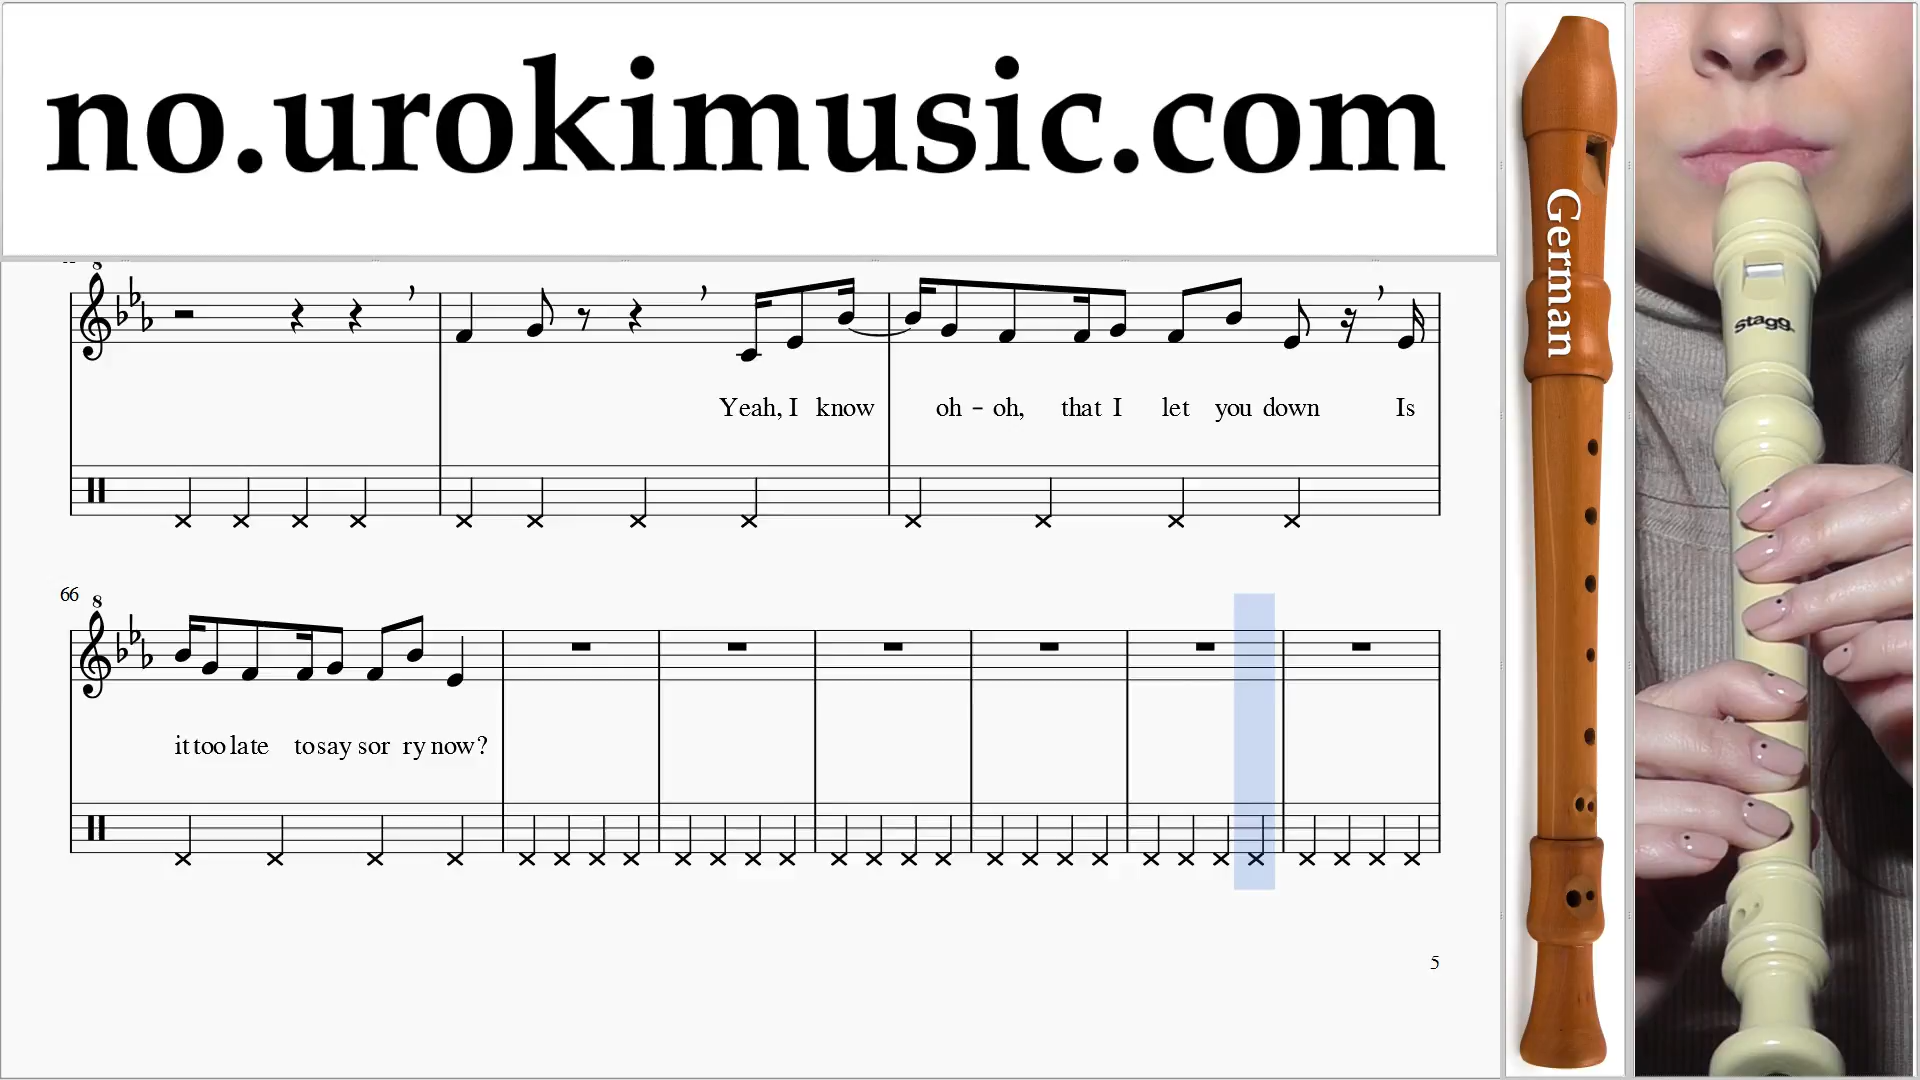 no.urokimusic.com
8
Yeah, I know oh - oh, that I let you down Is
66
8
it too late to say sor ry now?
5
German
Stagg